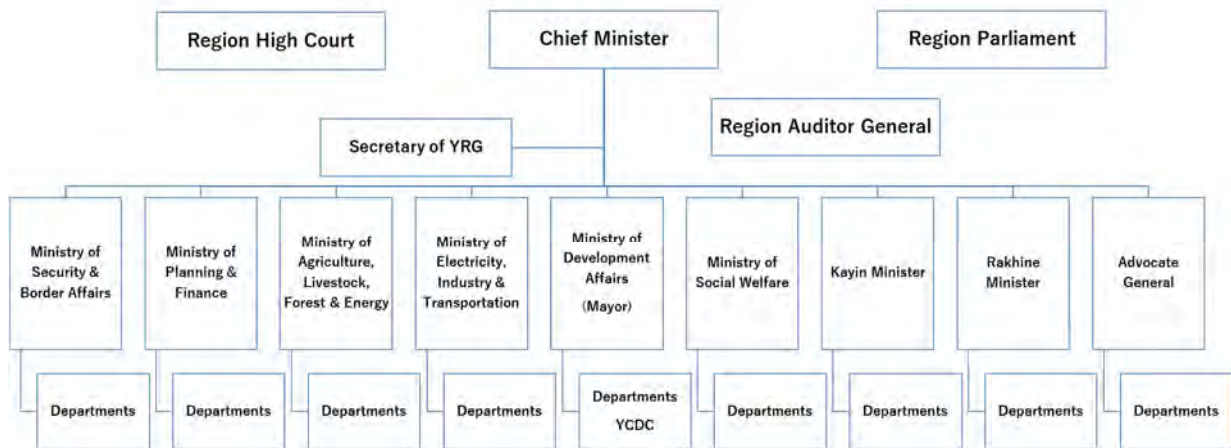 Region High Court
Chief Minister
Region Parliament
Region Auditor General
Secretary of YRG
Ministry of
Security &
Border Affairs
Ministry of
Planning &
Finance
Ministry of
Agriculture,
Livestock,
Forest & Energy
Ministry of
Electricity,
Industry &
Transportation
Ministry of
Development
Affairs
(Mayor)
Ministry of
Social Welfare
Kayin Minister
Rakhine
Minister
Advocate
General
Departments
Departments
Departments
Departments
Departments
YCDC
Departments
Departments
Departments
Departments